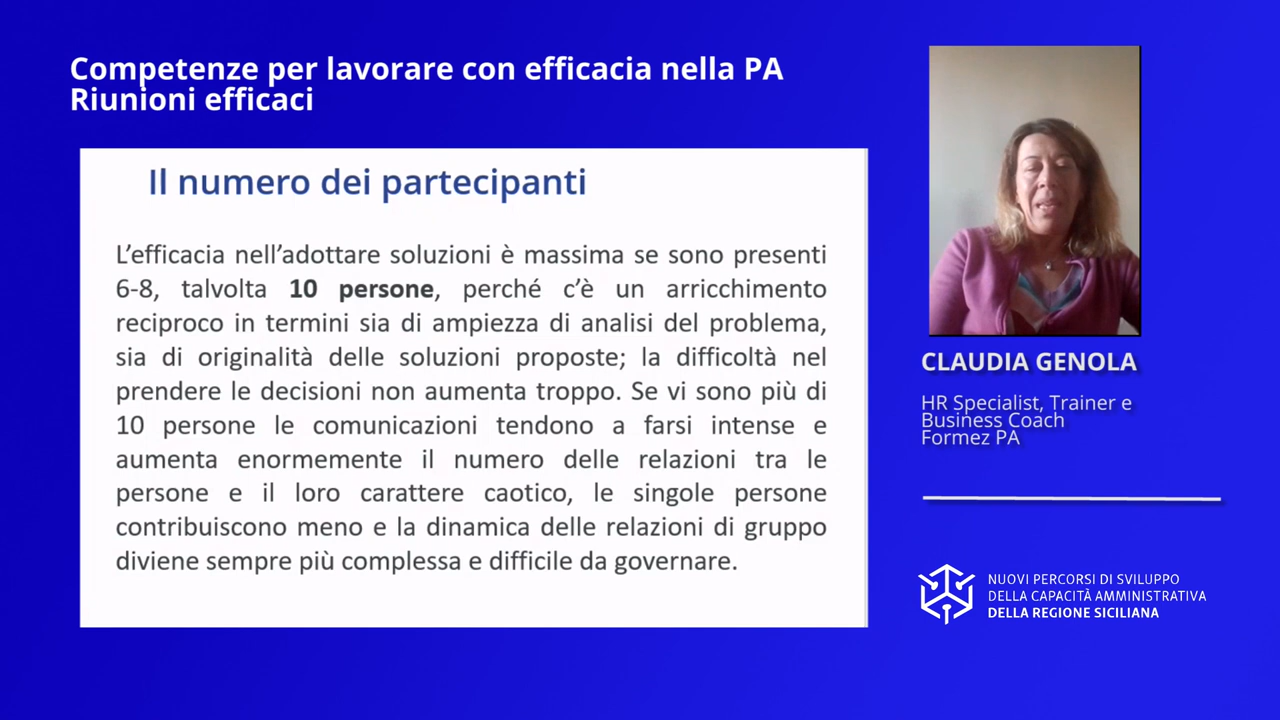 Competenze per lavorare con efficacia nella PA
Riunioni efficaci
Il numero dei partecipanti
L’efficacia nell’adottare soluzioni è massima se sono presenti
6-8, talvolta 10 persone, perché c’è un arricchimento
reciproco in termini sia di ampiezza di analisi del problema,
sia di originalità delle soluzioni proposte; la difficoltà nel
prendere le decisioni non aumenta troppo. Se vi sono più di
10 persone le comunicazioni tendono a farsi intense e
aumenta enormemente il numero delle relazioni tra le
persone e il loro carattere caotico, le singole persone
contribuiscono meno e la dinamica delle relazioni di gruppo
diviene sempre più complessa e difficile da governare.
CLAUDIA GENOLA
HR Specialist, Trainer e
Business Coach
Formez PA
NUOVI PERCORSI DI SVILUPPO
DELLA CAPACITÀ AMMINISTRATIVA
DELLA REGIONE SICILIANA